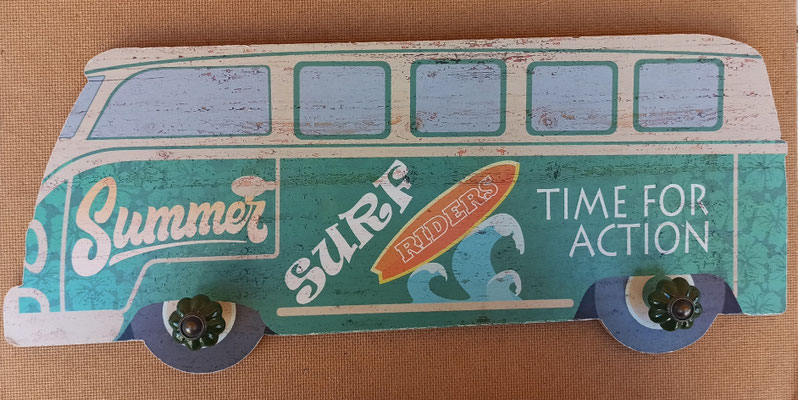 Summer
SURF
RIDERS
TIME FOR
ACTION